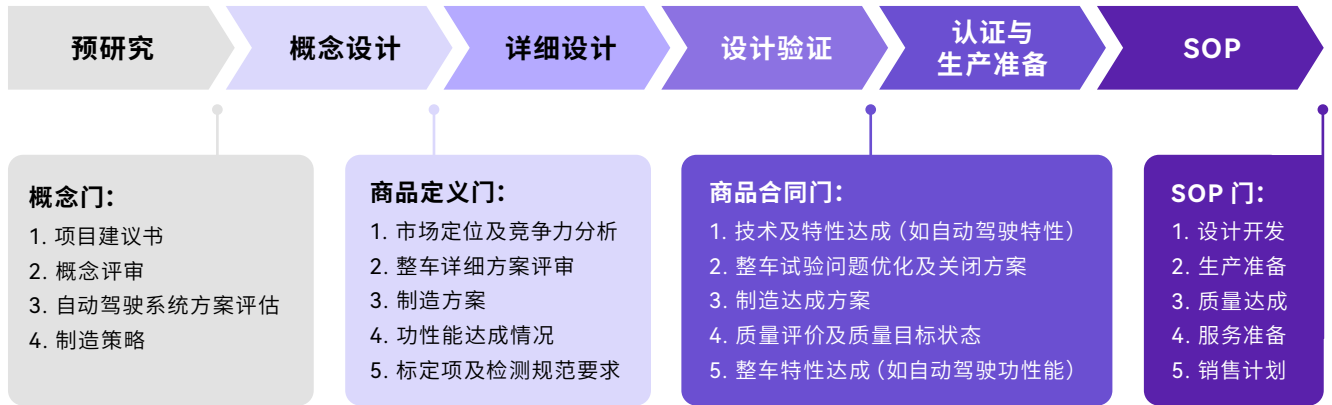 预研究
概念设计
详细设计
设计验证
认证与
生产准备
SOP
概念门：
1. 项目建议书
2. 概念评审
3. 自动驾驶系统方案评估
4. 制造策略
商品定义门：
1. 市场定位及竞争力分析
2. 整车详细方案评审
3. 制造方案
4. 功性能达成情况
5. 标定项及检测规范要求
商品合同门：
1. 技术及特性达成（如自动驾驶特性）
2. 整车试验问题优化及关闭方案
3. 制造达成方案
4. 质量评价及质量目标状态
5. 整车特性达成（如自动驾驶功性能）
SOP 门：
1. 设计开发
2. 生产准备
3. 质量达成
4. 服务准备
5. 销售计划